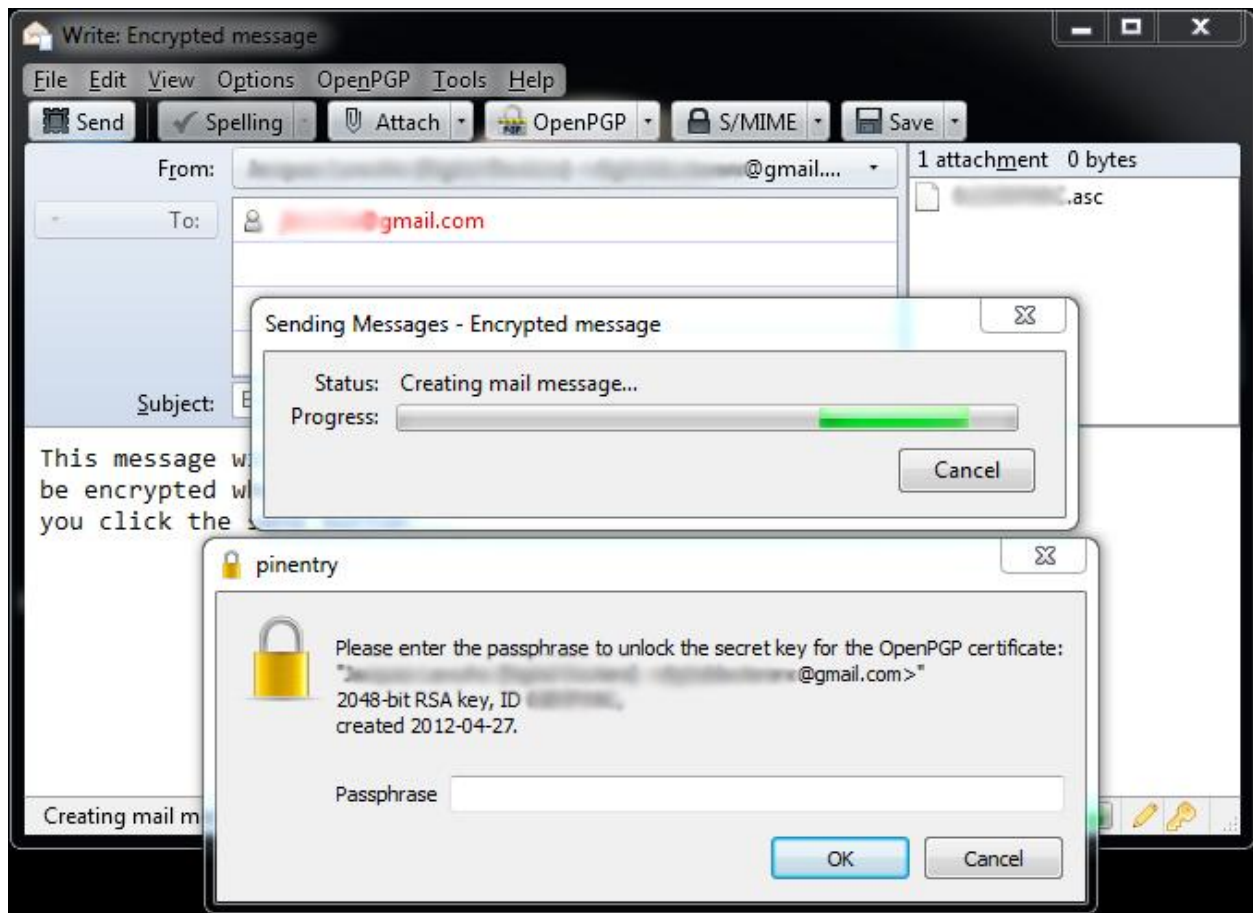 Write: Encrypted message
File Edit View Options OpenPGP Tools Help
Send Spelling Attach OpenPGP S/MIME Save
From: @gmail....
1 attachment 0 bytes
.asc
To: @gmail.com
Subject:
Sending Messages - Encrypted message
Status: Creating mail message...
Progress:
Cancel
This message
be encrypted
you click the
pinentry
Please enter the passphrase to unlock the secret key for the OpenPGP certificate:
@gmail.com>"
2048-bit RSA key, ID
created 2012-04-27.
Passphrase
OK Cancel
Creating mail